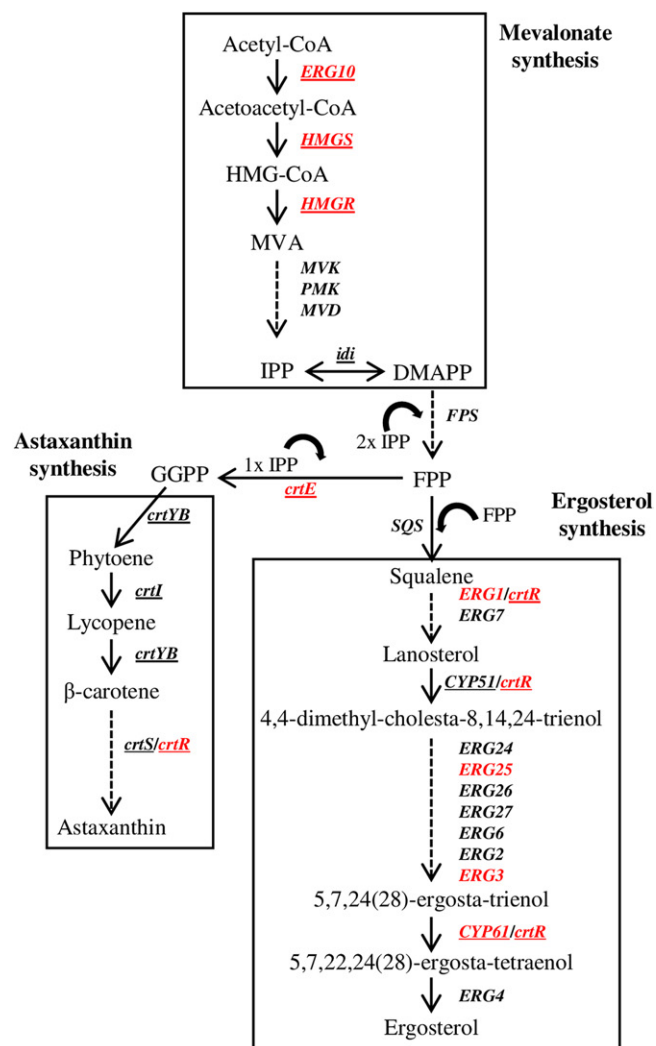 Mevalonate
synthesis
Acetyl-CoA
ERG10
Acetoacetyl-CoA
HMGS
HMG-CoA
HMGR
MVA
MVK
PMK
MVD
IPP
idi
DMAPP
FPS
2x IPP
Astaxanthin
synthesis
GGPP
1x IPP
crtE
FPP
Ergosterol
synthesis
SQS
FPP
crtYB
Phytoene
crtI
Lycopene
crtYB
β-carotene
crtS/crtR
Astaxanthin
Squalene
ERG1/crtR
ERG7
Lanosterol
CYP51/crtR
4,4-dimethyl-cholesta-8,14,24-trienol
ERG24
ERG25
ERG26
ERG27
ERG6
ERG2
ERG3
5,7,24(28)-ergosta-trienol
CYP61/crtR
5,7,22,24(28)-ergosta-tetraenol
ERG4
Ergosterol